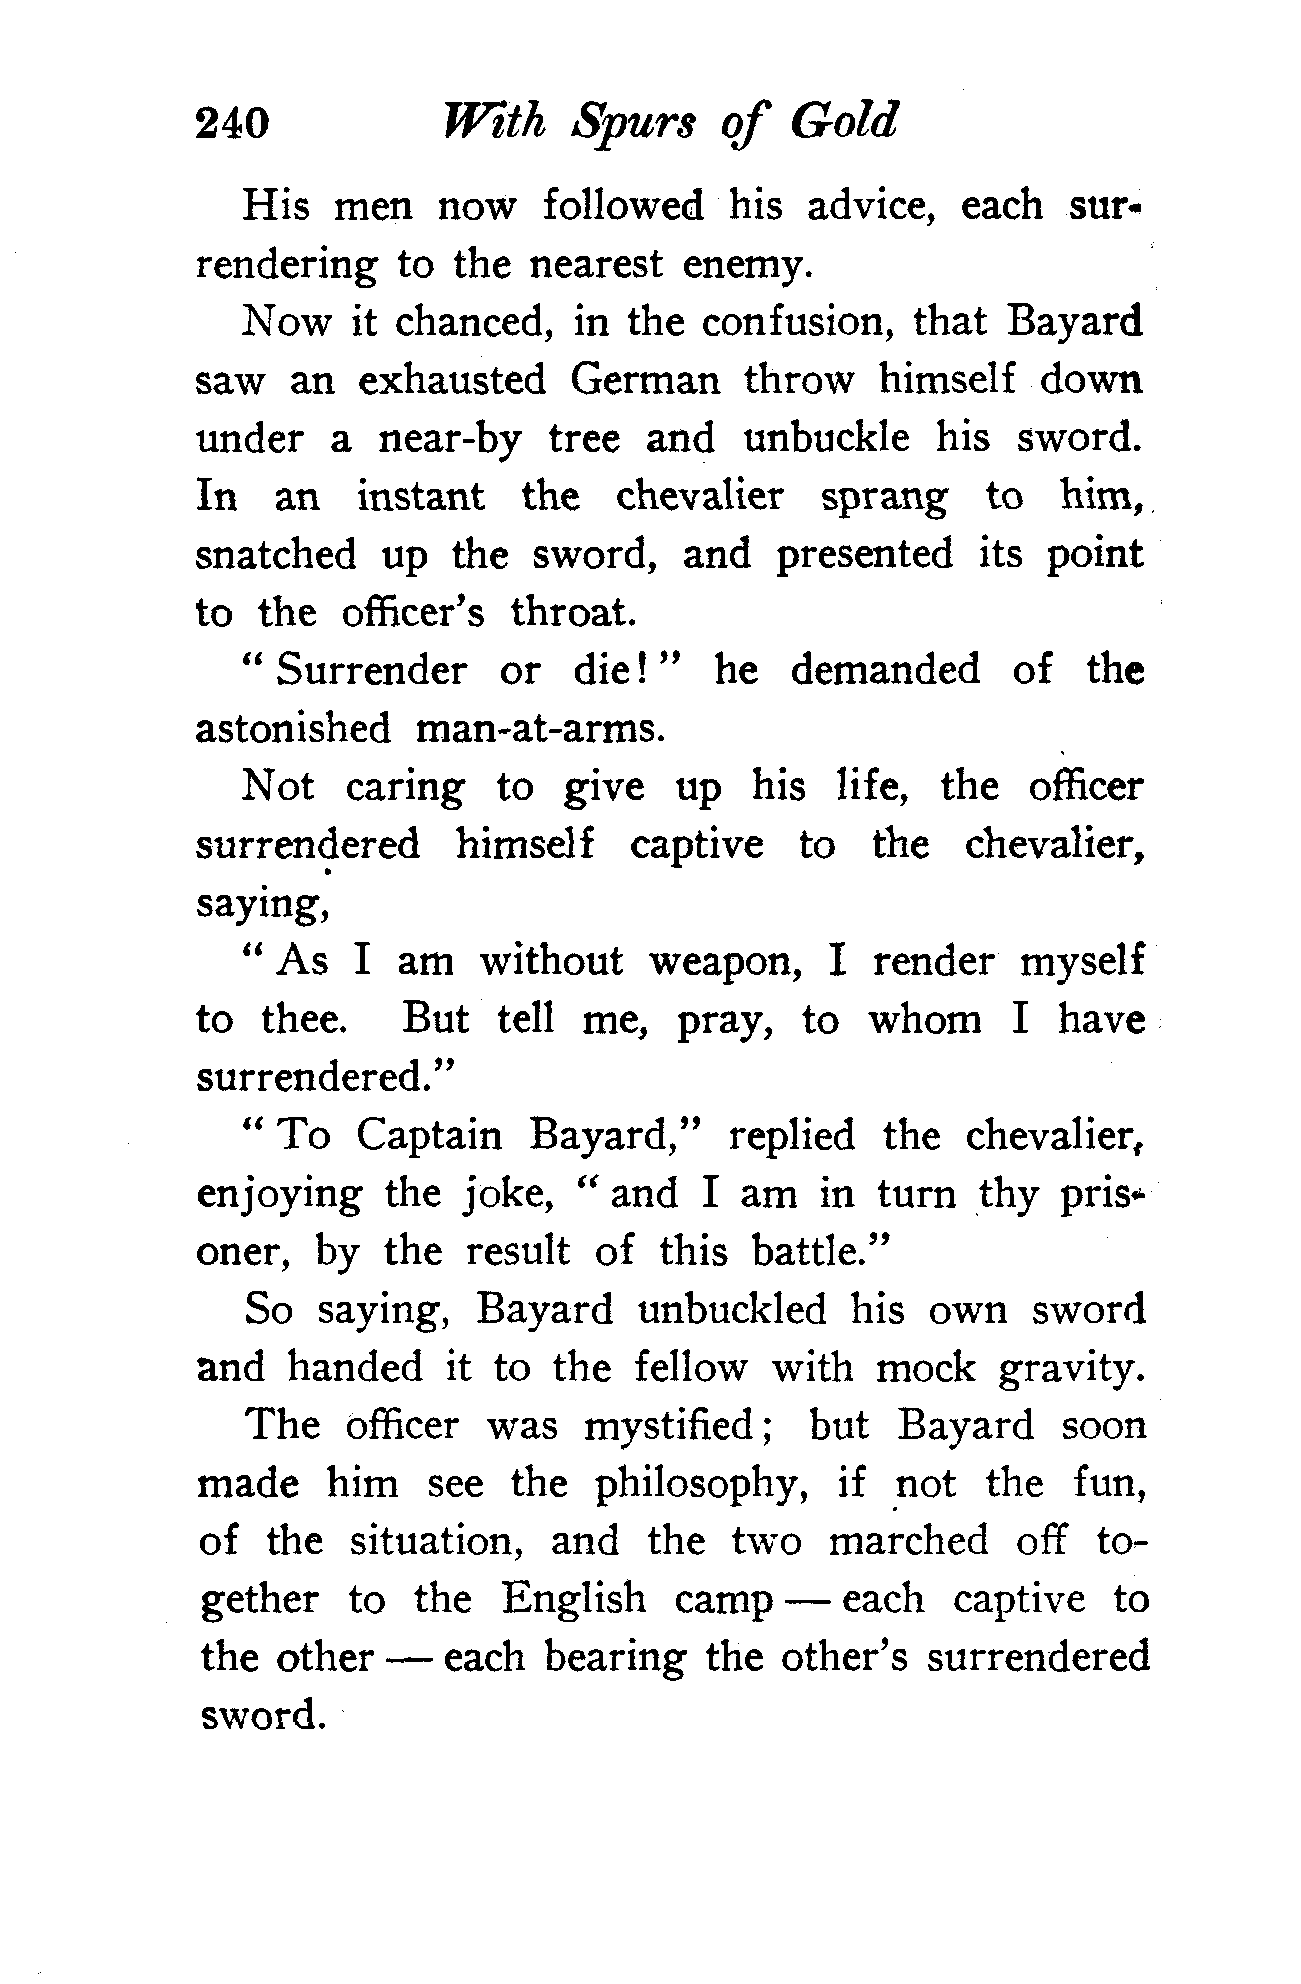 240 With Spurs of Gold
His men now followed his advice, each sur-
rendering to the nearest enemy.
Now it chanced, in the confusion, that Bayard
saw an exhausted German throw himself down
under a near-by tree and unbuckle his sword.
In an instant the chevalier sprang to him,
snatched up the sword, and presented its point
to the officer's throat.
" Surrender or die! " he demanded of the
astonished man-at-arms.
Not caring to give up his life, the officer
surrendered himself captive to the chevalier,
saying,
" As I am without weapon, I render myself
to thee. But tell me, pray, to whom I have
surrendered."
" To Captain Bayard," replied the chevalier,
enjoying the joke, " and I am in turn thy pris-
oner, by the result of this battle."
So saying, Bayard unbuckled his own sword
and handed it to the fellow with mock gravity.
The officer was mystified; but Bayard soon
made him see the philosophy, if not the fun,
of the situation, and the two marched off to-
gether to the English camp — each captive to
the other — each bearing the other's surrendered
sword.